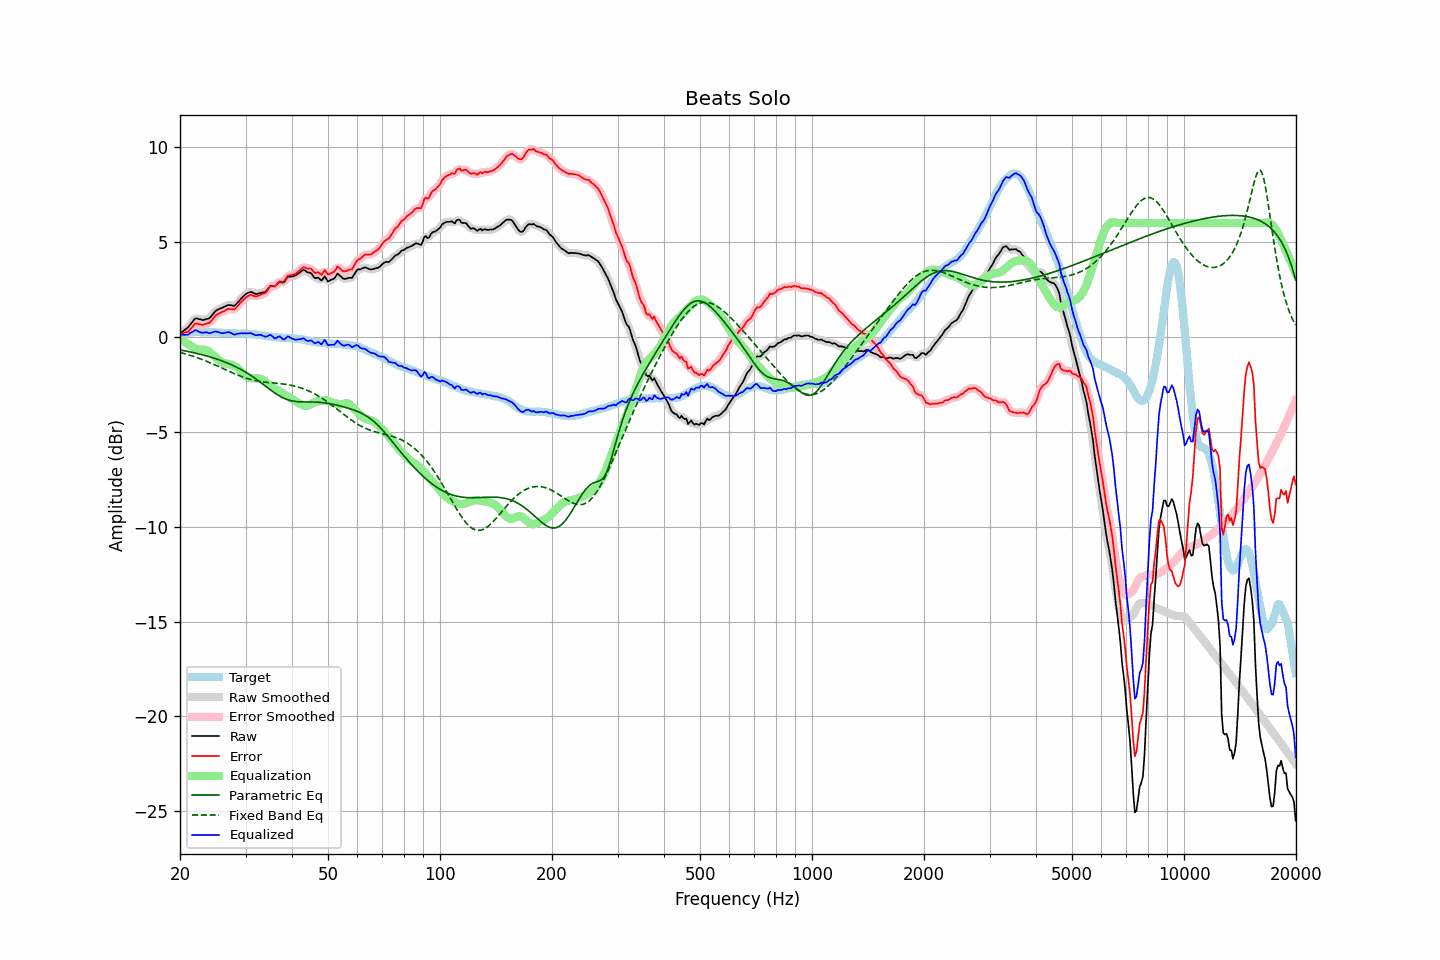 Beats Solo
Amplitude (dBr)
10
5
0
−5
−10
−15
−20
−25
Target
Raw Smoothed
Error Smoothed
Raw
Error
Equalization
Parametric Eq
Fixed Band Eq
Equalized
20 50 100 200 500 1000 2000 5000 10000 20000
Frequency (Hz)